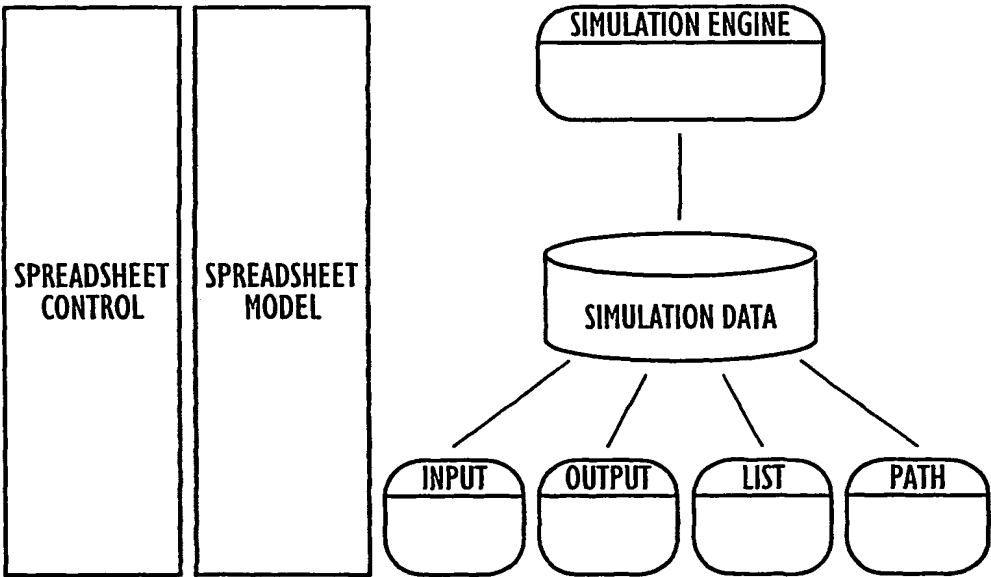 SPREADSHEET
CONTROL
SPREADSHEET
MODEL
SIMULATION ENGINE
SIMULATION DATA
INPUT
OUTPUT
LIST
PATH